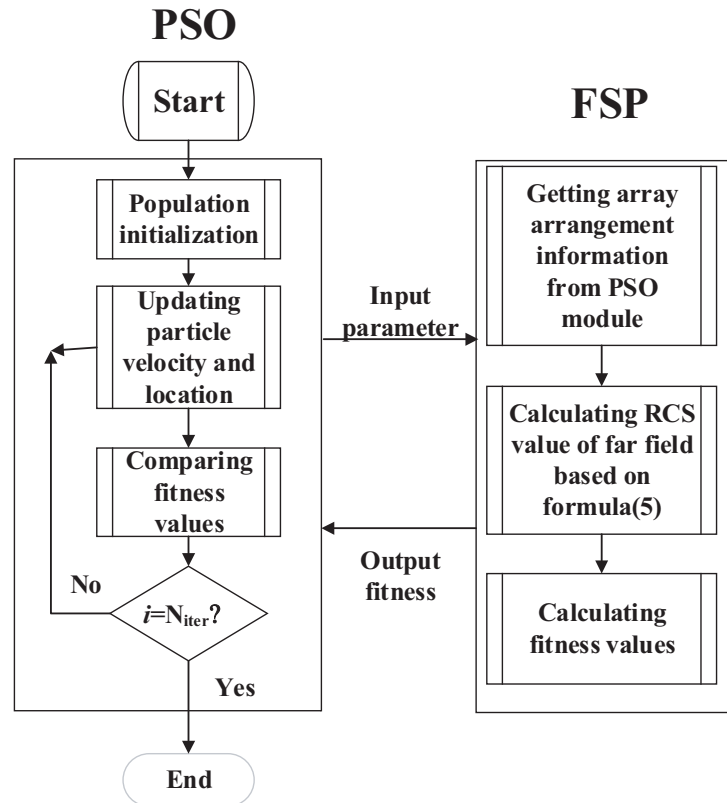 PSO
Start
Population
initialization
Updating
particle
velocity and
location
Comparing
fitness
values
No
i=Niter?
Yes
End
Input
parameter
Output
fitness
FSP
Getting array
arrangement
information
from PSO
module
Calculating RCS
value of far field
based on
formula(5)
Calculating
fitness values